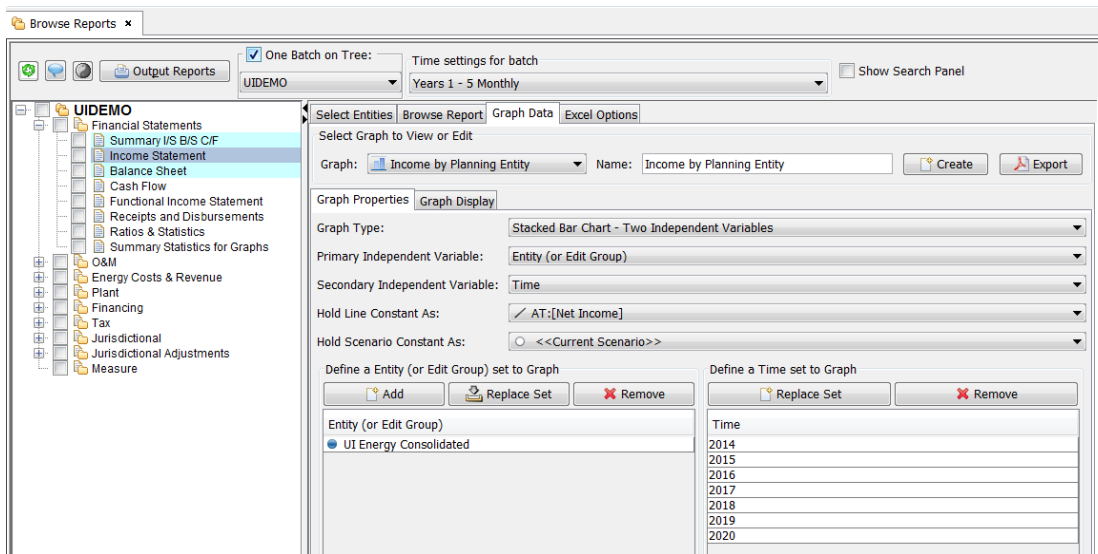 Browse Reports
One Batch on Tree:
Time settings for batch
Output Reports
UIDEMO
Years 1 - 5 Monthly
Show Search Panel
UIDEMO
Financial Statements
Summary I/S B/S C/F
Income Statement
Balance Sheet
Cash Flow
Functional Income Statement
Receipts and Disbursements
Ratios & Statistics
Summary Statistics for Graphs
O&M
Energy Costs & Revenue
Plant
Financing
Tax
Jurisdictional
Jurisdictional Adjustments
Measure
Select Entities Browse Report Graph Data Excel Options
Select Graph to View or Edit
Graph: Income by Planning Entity Name: Income by Planning Entity Create Export
Graph Properties Graph Display
Graph Type: Stacked Bar Chart - Two Independent Variables
Primary Independent Variable: Entity (or Edit Group)
Secondary Independent Variable: Time
Hold Line Constant As: AT:[Net Income]
Hold Scenario Constant As: <<Current Scenario>>
Define a Entity (or Edit Group) set to Graph
Add Replace Set Remove
Entity (or Edit Group)
UI Energy Consolidated
Define a Time set to Graph
Replace Set Remove
Time
2014
2015
2016
2017
2018
2019
2020